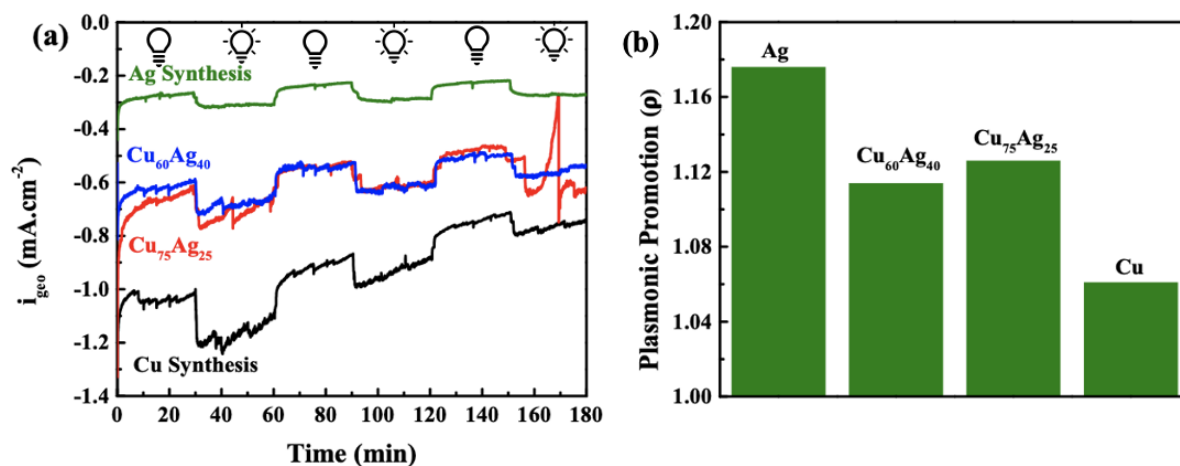 (a)
0.0
-0.2
-0.4
-0.6
-0.8
-1.0
-1.2
-1.4
i_geo (mA.cm⁻²)
Ag Synthesis
Cu₆₀Ag₄₀
Cu₇₅Ag₂₅
Cu Synthesis
0 20 40 60 80 100 120 140 160 180
Time (min)
(b)
1.20
1.16
1.12
1.08
1.04
1.00
Plasmonic Promotion (ρ)
Ag
Cu₆₀Ag₄₀
Cu₇₅Ag₂₅
Cu